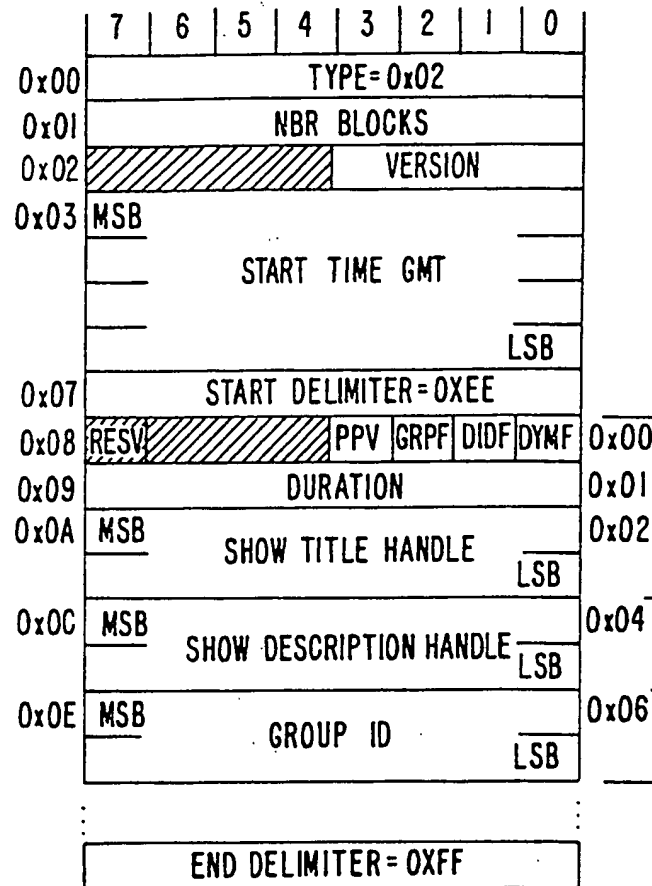 7 6 5 4 3 2 1 0
0x00 TYPE=0x02
0x01 NBR BLOCKS
0x02 VERSION
0x03 MSB
START TIME GMT
LSB
0x07 START DELIMITER=0XEE
0x08 RESV PPV GRPF DIDF DYMF 0x00
0x09 DURATION 0x01
0x0A MSB 0x02
SHOW TITLE HANDLE
LSB
0x0C MSB 0x04
SHOW DESCRIPTION HANDLE
LSB
0x0E MSB 0x06
GROUP ID
LSB
END DELIMITER=0XFF